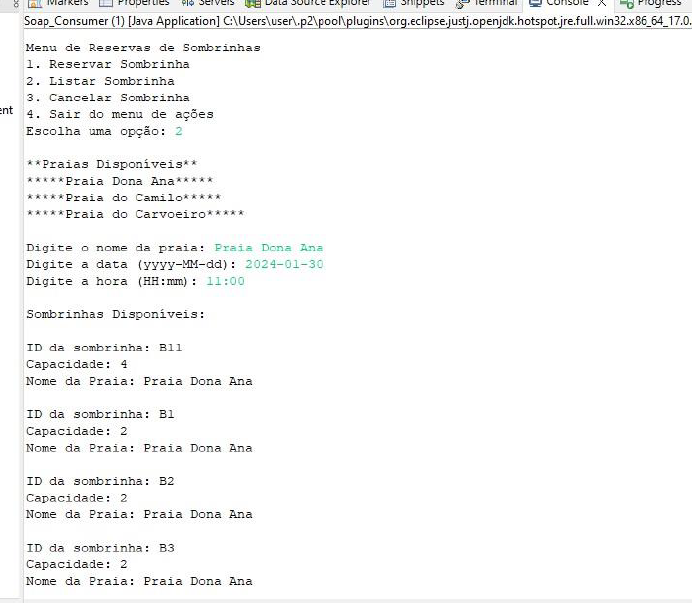 Markers Properties Servers Data Source Explorer Snippets Terminal Console Progress
Soap_Consumer (1) [Java Application] C:\Users\user\.p2\pool\plugins\org.eclipse.justj.openjdk.hotspot.jre.full.win32.x86_64_17.0.
Menu de Reservas de Sombrinhas
1. Reservar Sombrinha
2. Listar Sombrinha
3. Cancelar Sombrinha
4. Sair do menu de ações
Escolha uma opção: 2
**Praias Disponíveis**
*****Praia Dona Ana*****
*****Praia do Camilo*****
*****Praia do Carvoeiro*****
Digite o nome da praia: Praia Dona Ana
Digite a data (yyyy-MM-dd): 2024-01-30
Digite a hora (HH:mm): 11:00
Sombrinhas Disponíveis:
ID da sombrinha: B11
Capacidade: 4
Nome da Praia: Praia Dona Ana
ID da sombrinha: B1
Capacidade: 2
Nome da Praia: Praia Dona Ana
ID da sombrinha: B2
Capacidade: 2
Nome da Praia: Praia Dona Ana
ID da sombrinha: B3
Capacidade: 2
Nome da Praia: Praia Dona Ana